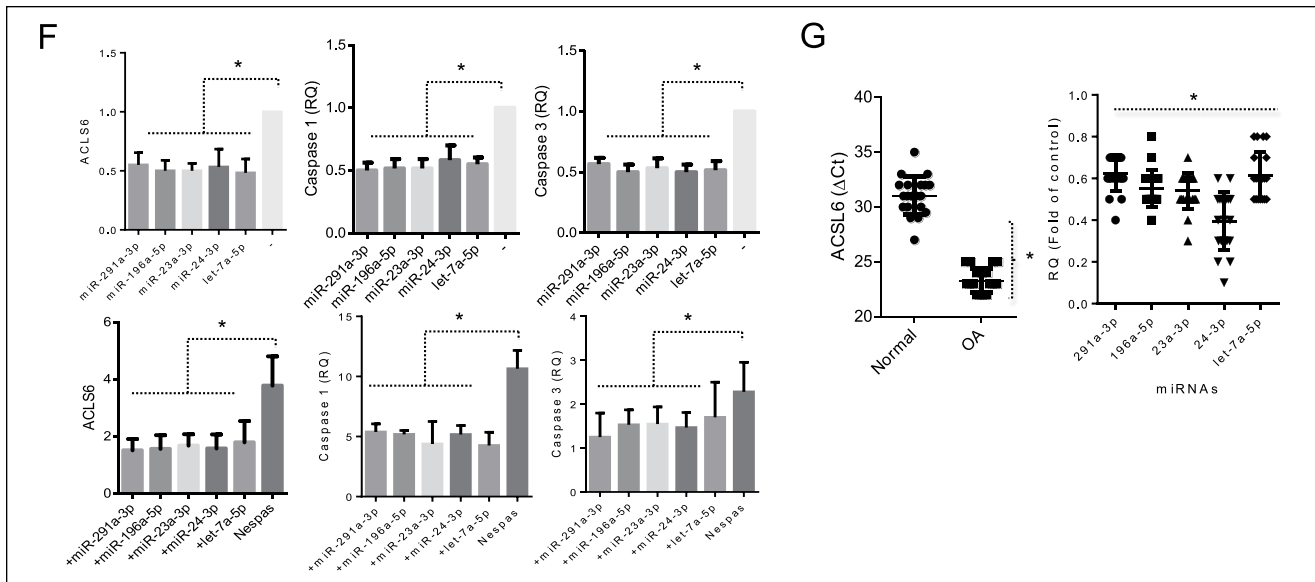 F
ACLS6
1.5
1.0
0.5
0.0
*
miR-291a-3p
miR-196a-5p
miR-23a-3p
miR-24-3p
let-7a-5p
-
Caspase 1 (RQ)
1.5
1.0
0.5
0.0
*
miR-291a-3p
miR-196a-5p
miR-23a-3p
miR-24-3p
let-7a-5p
-
Caspase 3 (RQ)
1.5
1.0
0.5
0.0
*
miR-291a-3p
miR-196a-5p
miR-23a-3p
miR-24-3p
let-7a-5p
-
ACLS6
6
4
2
0
*
+miR-291a-3p
+miR-196a-5p
+miR-23a-3p
+miR-24-3p
+let-7a-5p
Nespas
Caspase 1 (RQ)
15
10
5
0
*
+miR-291a-3p
+miR-196a-5p
+miR-23a-3p
+miR-24-3p
+let-7a-5p
Nespas
Caspase 3 (RQ)
4
3
2
1
0
*
+miR-291a-3p
+miR-196a-5p
+miR-23a-3p
+miR-24-3p
+let-7a-5p
Nespas
G
ACSL6 (ΔCt)
40
35
30
25
20
*
Normal
OA
RQ (Fold of control)
1.0
0.8
0.6
0.4
0.2
0.0
*
291a-3p
196a-5p
23a-3p
24-3p
let-7a-5p
miRNAs